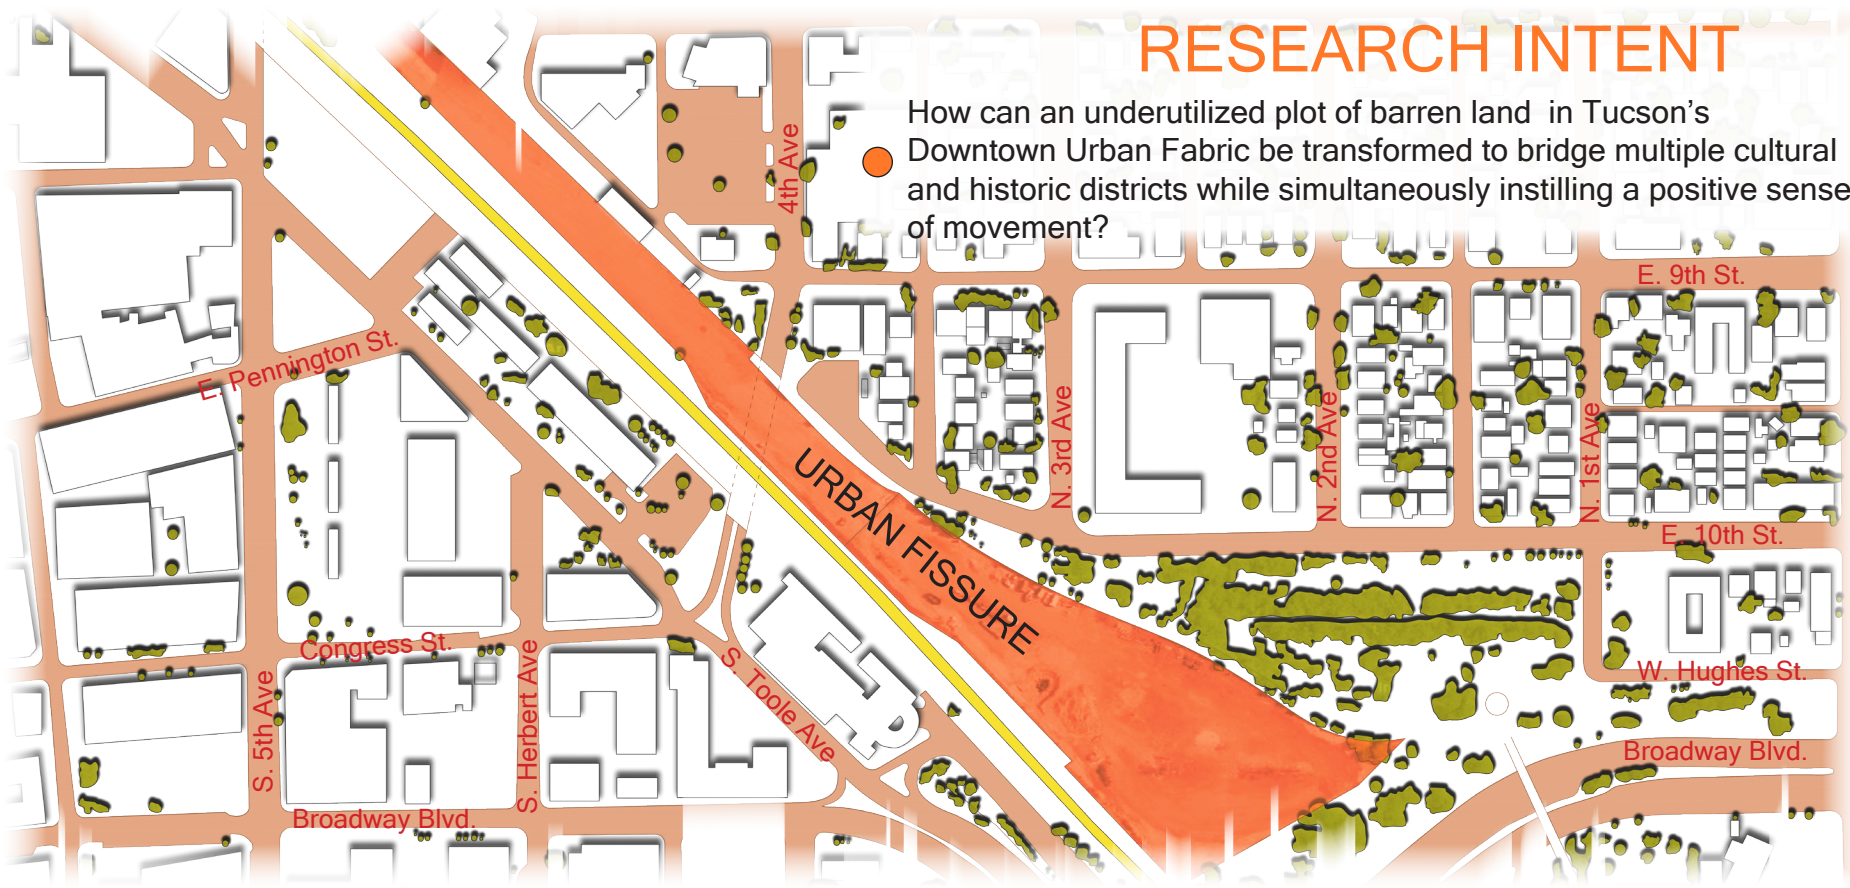 RESEARCH INTENT
How can an underutilized plot of barren land in Tucson’s
Downtown Urban Fabric be transformed to bridge multiple cultural
and historic districts while simultaneously instilling a positive sense
of movement?
4th Ave
E. 9th St.
E. Pennington St.
N. 3rd Ave
N. 2nd Ave
N. 1st Ave
URBAN FISSURE
E. 10th St.
Congress St.
S. 5th Ave
S. Herbert Ave
S. Toole Ave
W. Hughes St.
Broadway Blvd.
Broadway Blvd.